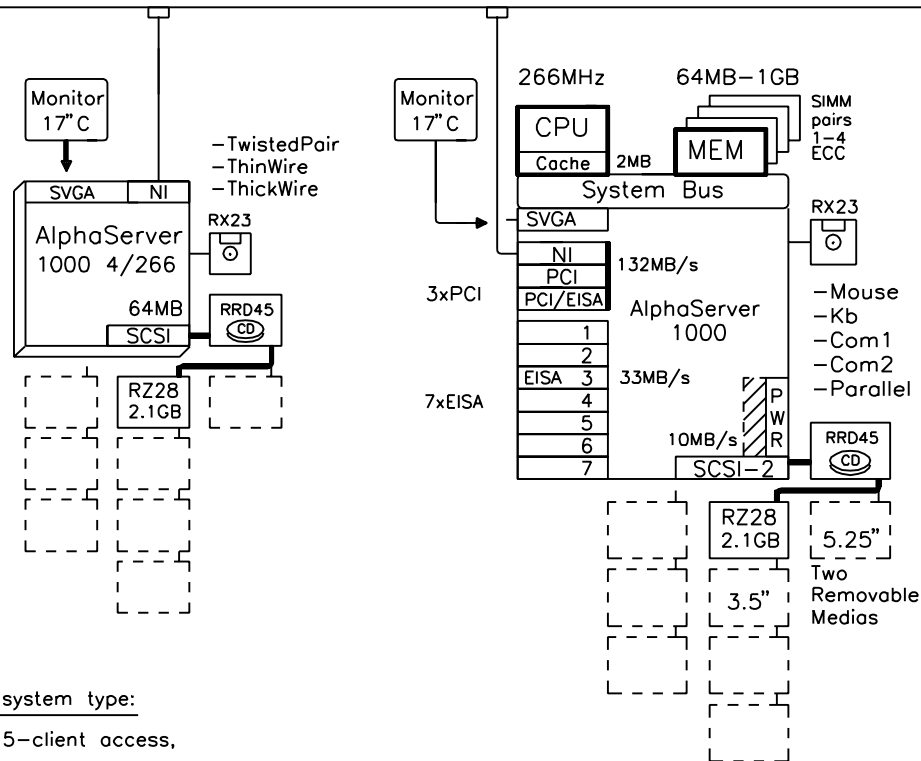 Monitor
17"C
-TwistedPair
-ThinWire
-ThickWire
SVGA
NI
AlphaServer
1000 4/266
RX23
64MB
SCSI
RRD45
CD
RZ28
2.1GB
266MHz
64MB-1GB
Monitor
17"C
CPU
Cache
2MB
MEM
SIMM
pairs
1-4
ECC
System Bus
SVGA
RX23
NI
PCI
PCI/EISA
132MB/s
3xPCI
AlphaServer
1000
-Mouse
-Kb
-Com1
-Com2
-Parallel
1
2
EISA 3
4
5
6
7
33MB/s
7xEISA
P
W
R
10MB/s
SCSI-2
RRD45
CD
RZ28
2.1GB
5.25"
3.5"
Two
Removable
Medias
system type:
5-client access,